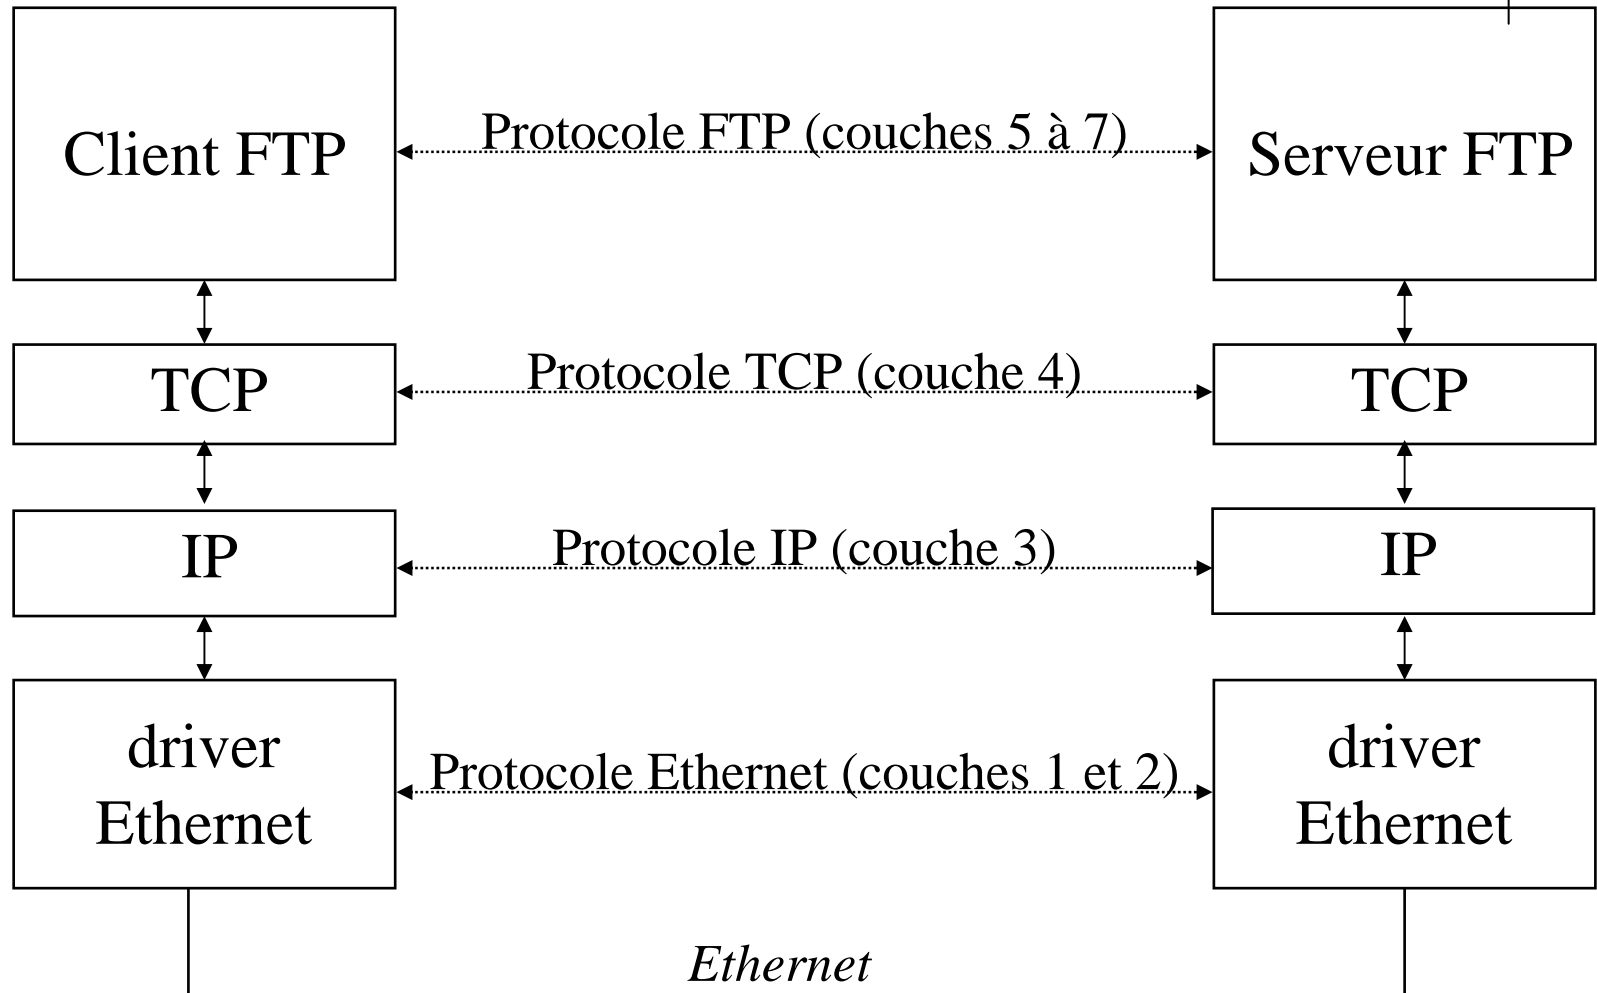 Client FTP
Protocole FTP (couches 5 à 7)
Serveur FTP
TCP
Protocole TCP (couche 4)
TCP
IP
Protocole IP (couche 3)
IP
driver
Ethernet
Protocole Ethernet (couches 1 et 2)
driver
Ethernet
Ethernet